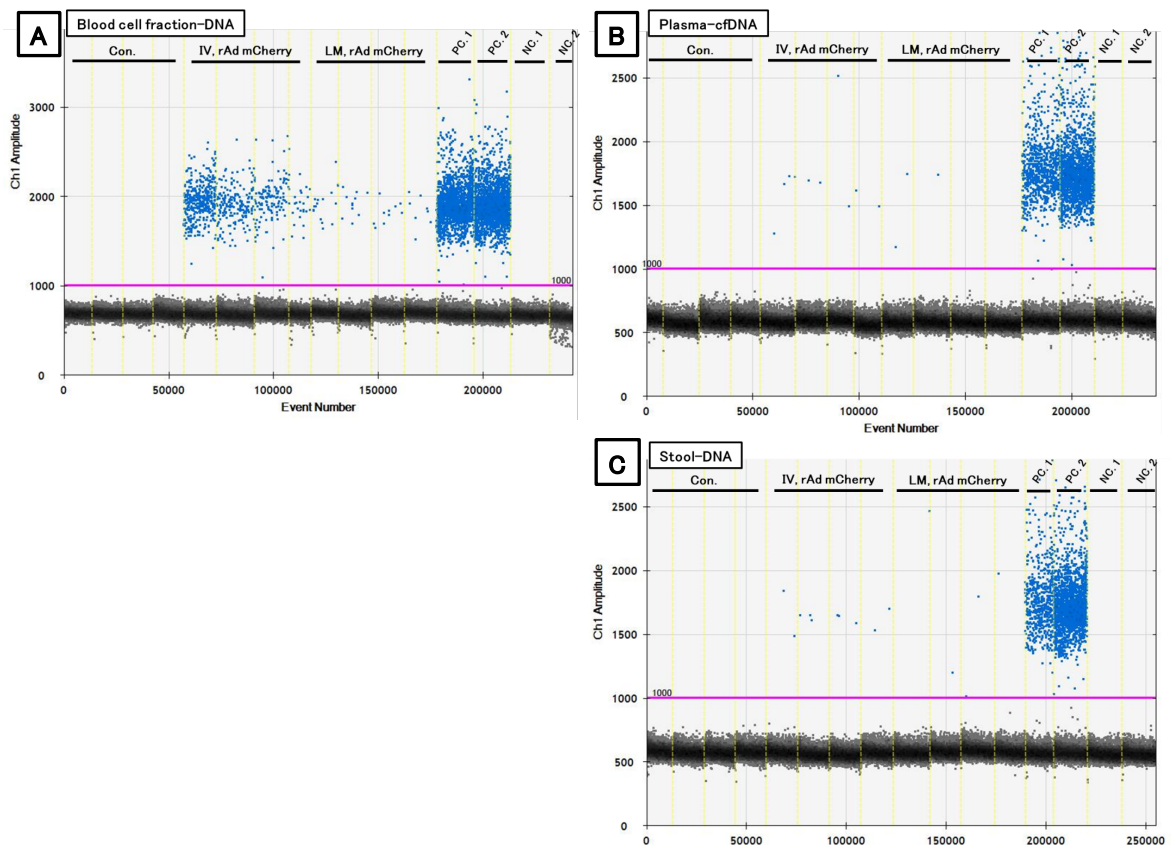 A
Blood cell fraction-DNA
Con.
IV, rAd mCherry
LM, rAd mCherry
PC. 1
PC. 2
NC. 1
NC. 2
Ch1 Amplitude
3000
2000
1000
0
1000
0
50000
100000
150000
200000
Event Number
B
Plasma-cfDNA
Con.
IV, rAd mCherry
LM, rAd mCherry
PC. 1
PC. 2
NC. 1
NC. 2
Ch1 Amplitude
2500
2000
1500
1000
500
0
1000
0
50000
100000
150000
200000
Event Number
C
Stool-DNA
Con.
IV, rAd mCherry
LM, rAd mCherry
PC. 1
PC. 2
NC. 1
NC. 2
Ch1 Amplitude
2500
2000
1500
1000
500
0
1000
0
50000
100000
150000
200000
250000